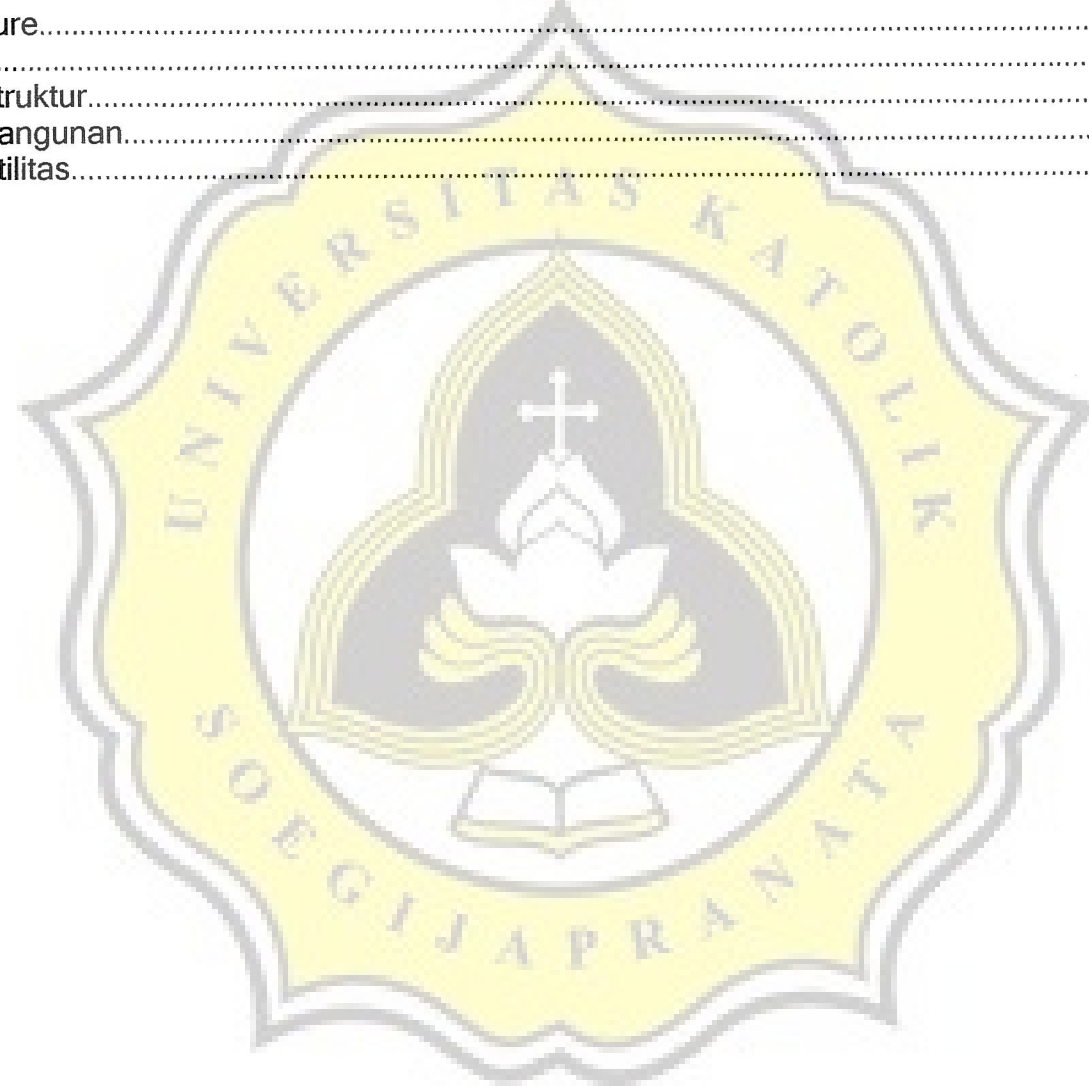 ure..........................................................................................
..........................................................................................
truktur..........................................................................................
angunan..........................................................................................
tilitas..........................................................................................
UNIVERSITAS KATOLIK
SOEGIJAPRANATA